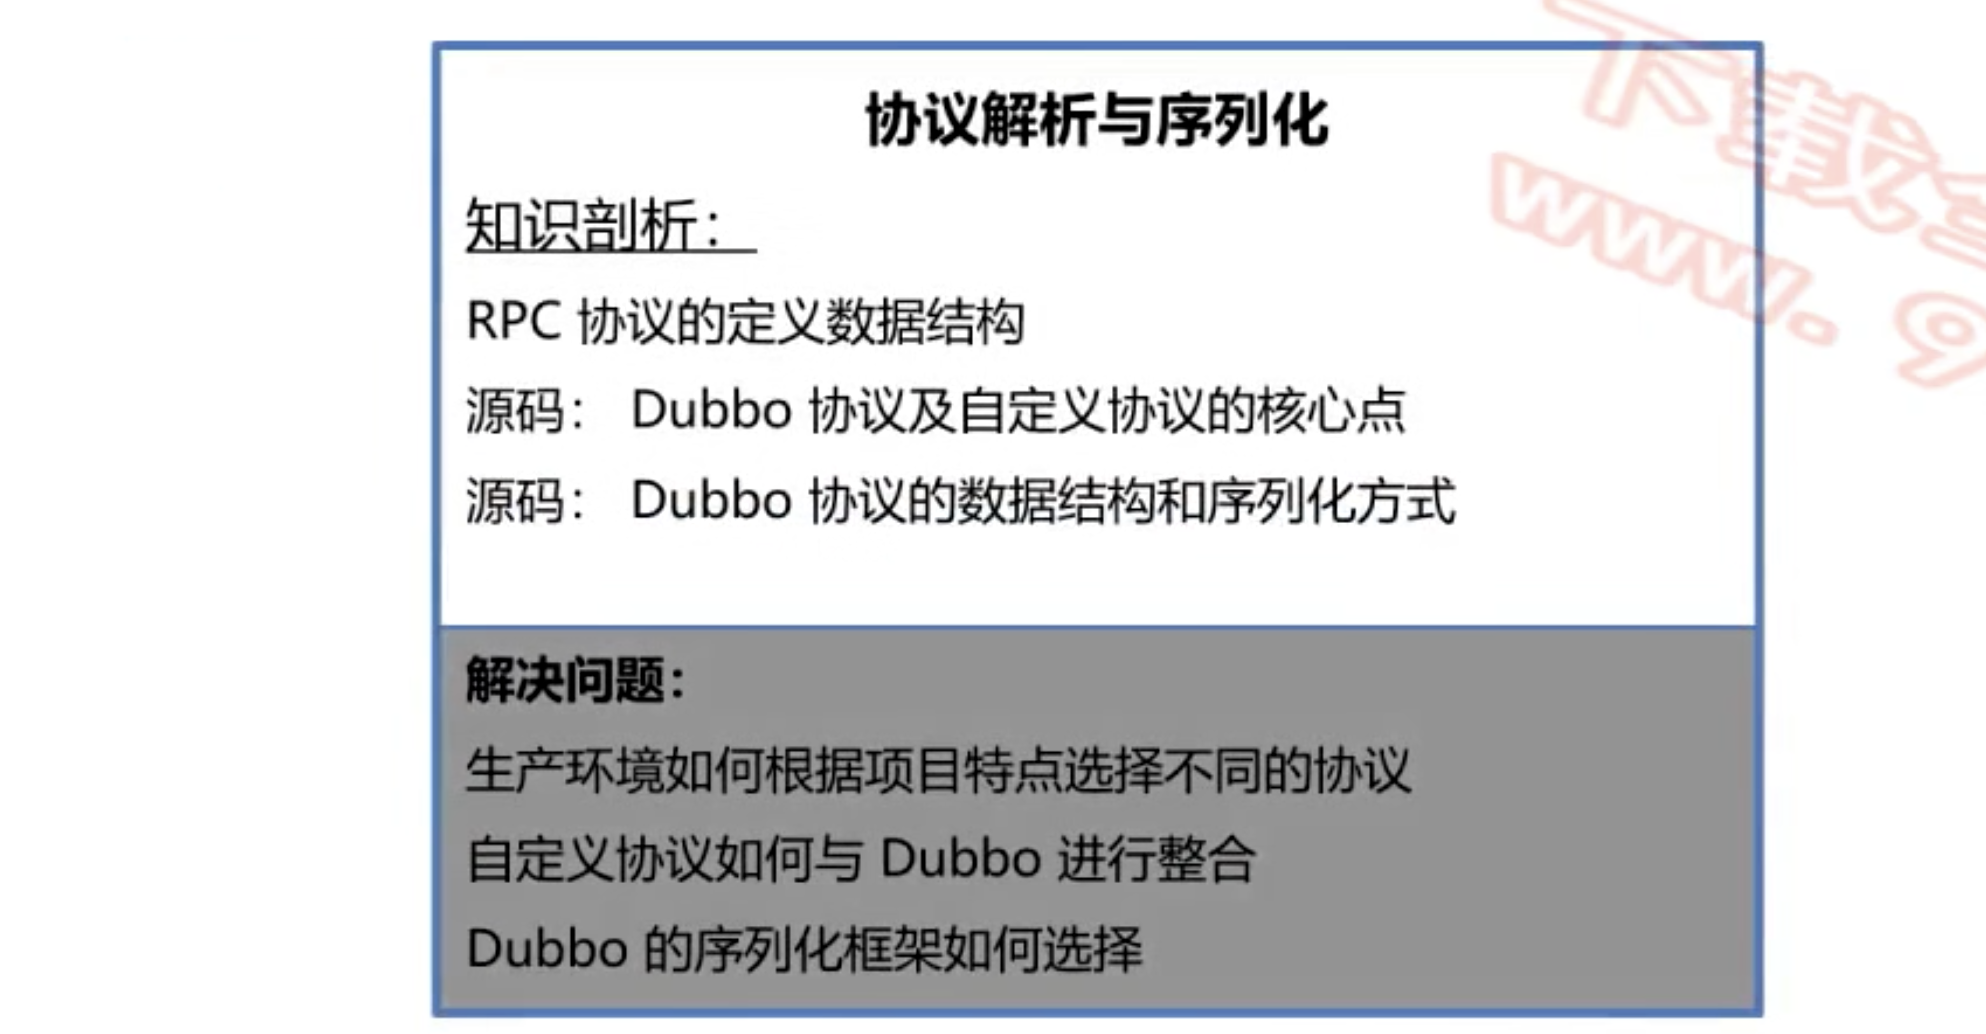 协议解析与序列化
知识剖析：
RPC 协议的定义数据结构
源码： Dubbo 协议及自定义协议的核心点
源码： Dubbo 协议的数据结构和序列化方式
解决问题：
生产环境如何根据项目特点选择不同的协议
自定义协议如何与 Dubbo 进行整合
Dubbo 的序列化框架如何选择
下载
www. 9